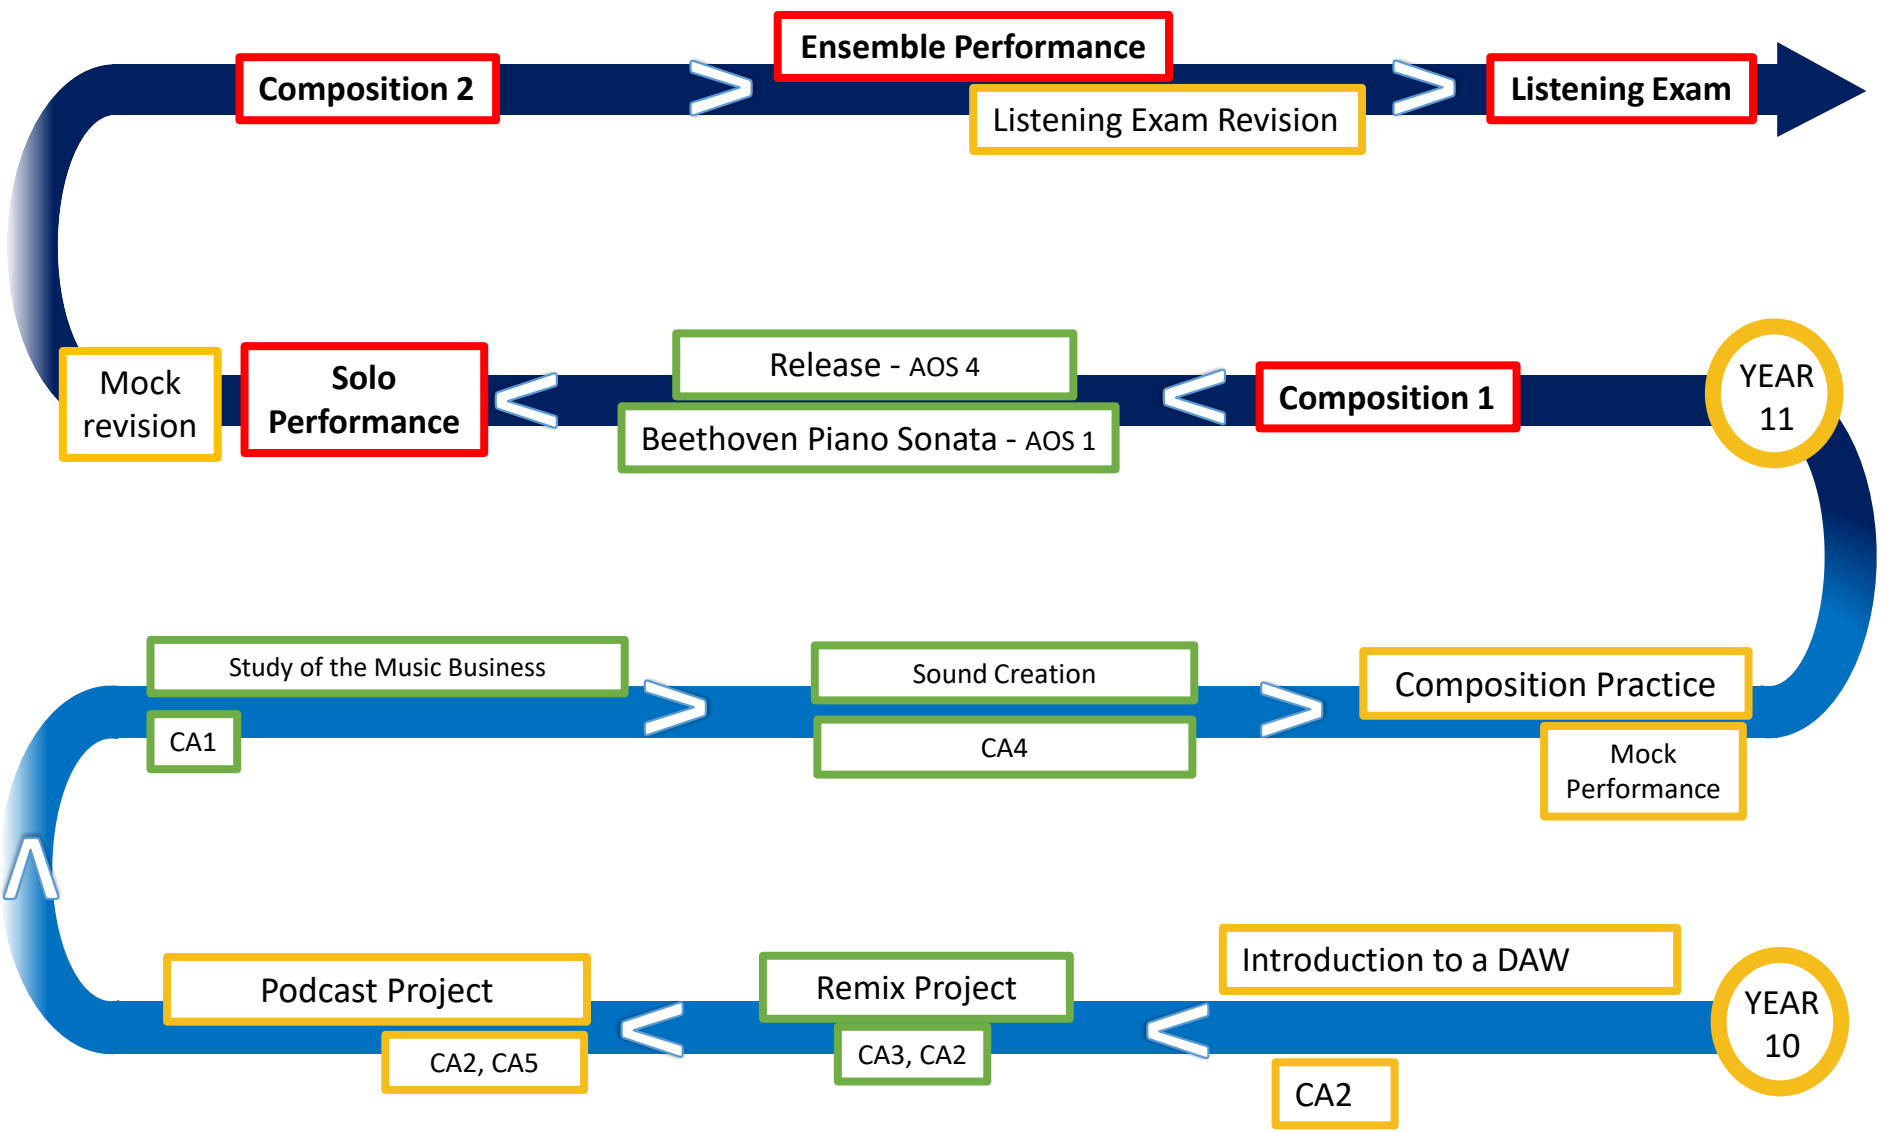 Ensemble Performance
Composition 2
Listening Exam
Listening Exam Revision
Mock
revision
Solo
Performance
Release - AOS 4
Beethoven Piano Sonata - AOS 1
Composition 1
YEAR
11
Study of the Music Business
CA1
Sound Creation
CA4
Composition Practice
Mock
Performance
Podcast Project
CA2, CA5
Remix Project
CA3, CA2
Introduction to a DAW
CA2
YEAR
10